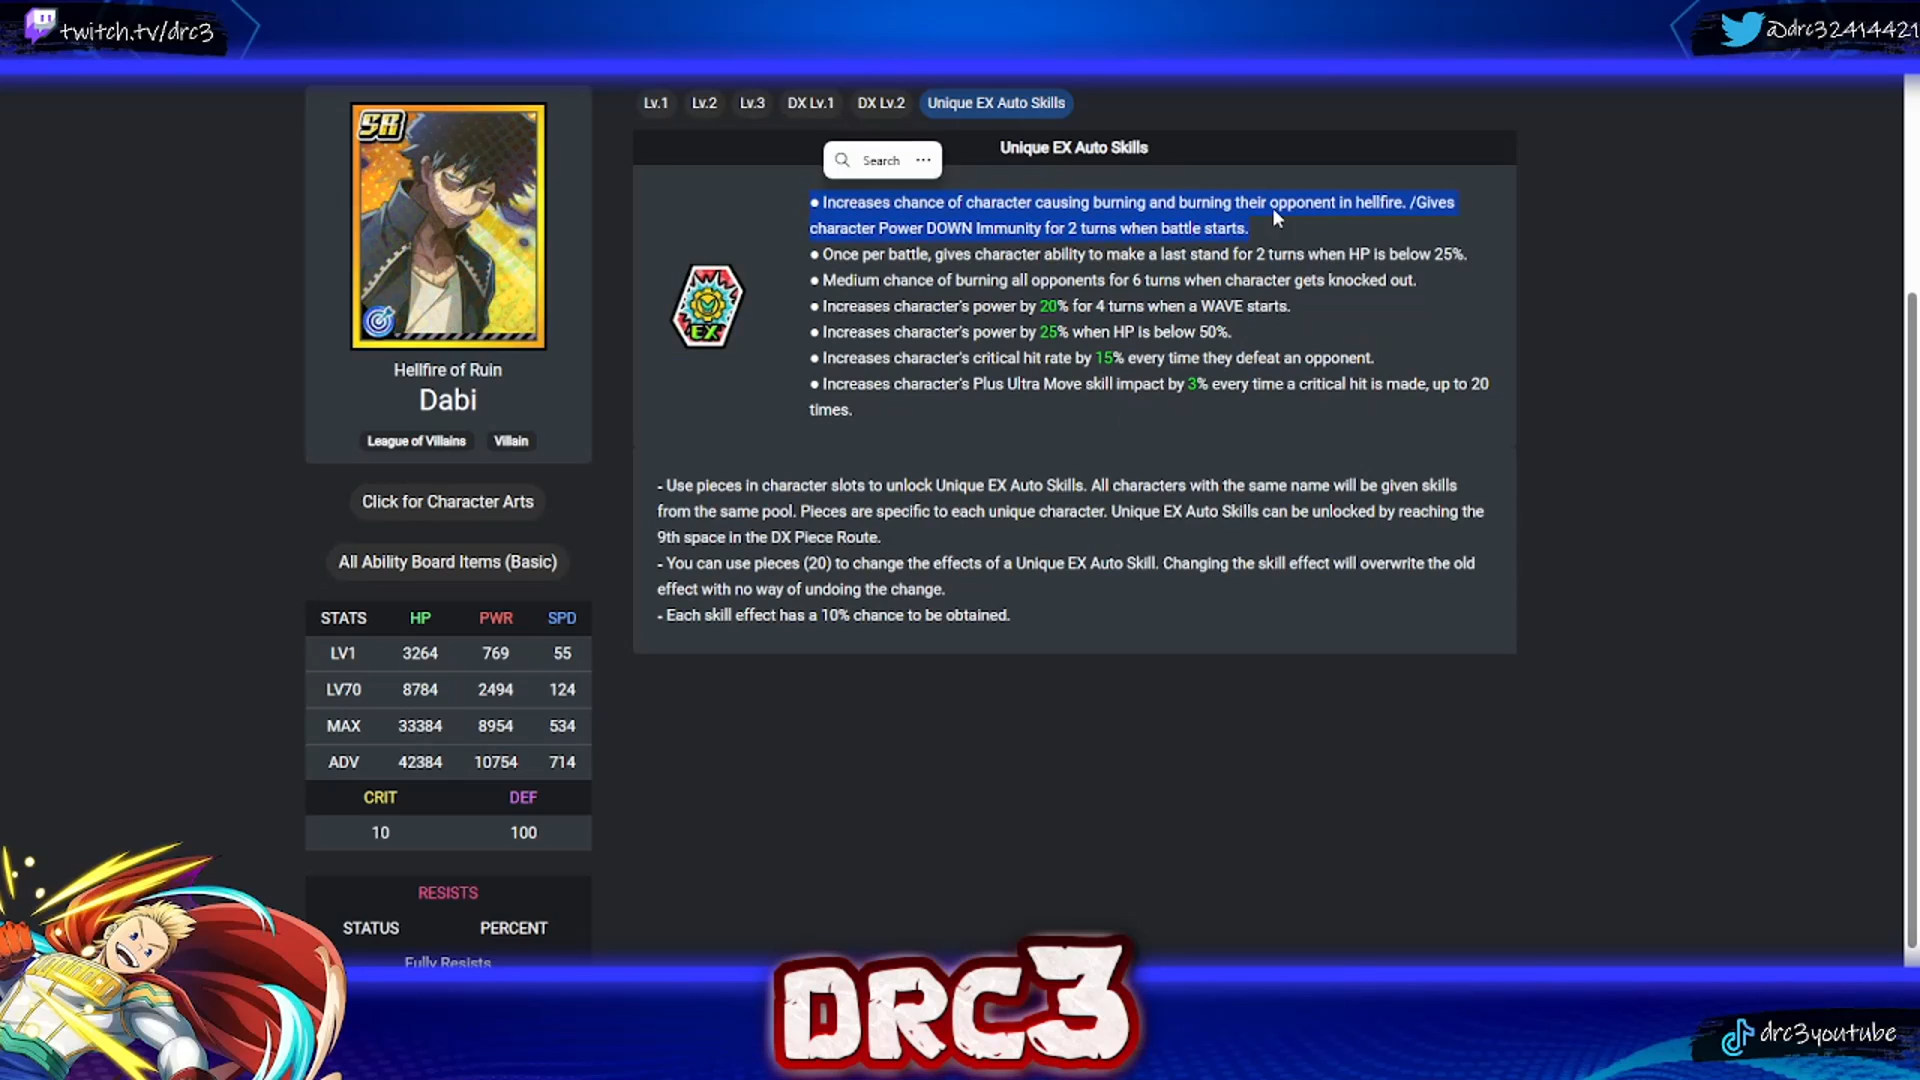 twitch.tv/drc3
@drc32414421
Lv.1 Lv.2 Lv.3 DX Lv.1 DX Lv.2 Unique EX Auto Skills
Unique EX Auto Skills
Search ···
● Increases chance of character causing burning and burning their opponent in hellfire. /Gives
character Power DOWN Immunity for 2 turns when battle starts.
● Once per battle, gives character ability to make a last stand for 2 turns when HP is below 25%.
● Medium chance of burning all opponents for 6 turns when character gets knocked out.
● Increases character's power by 20% for 4 turns when a WAVE starts.
● Increases character's power by 25% when HP is below 50%.
● Increases character's critical hit rate by 15% every time they defeat an opponent.
● Increases character's Plus Ultra Move skill impact by 3% every time a critical hit is made, up to 20
times.
EX
- Use pieces in character slots to unlock Unique EX Auto Skills. All characters with the same name will be given skills
from the same pool. Pieces are specific to each unique character. Unique EX Auto Skills can be unlocked by reaching the
9th space in the DX Piece Route.
- You can use pieces (20) to change the effects of a Unique EX Auto Skill. Changing the skill effect will overwrite the old
effect with no way of undoing the change.
- Each skill effect has a 10% chance to be obtained.
SR
Hellfire of Ruin
Dabi
League of Villains Villain
Click for Character Arts
All Ability Board Items (Basic)
STATS HP PWR SPD
LV1 3264 769 55
LV70 8784 2494 124
MAX 33384 8954 534
ADV 42384 10754 714
CRIT DEF
10 100
RESISTS
STATUS PERCENT
Fully Resists
DRC3
drc3youtube